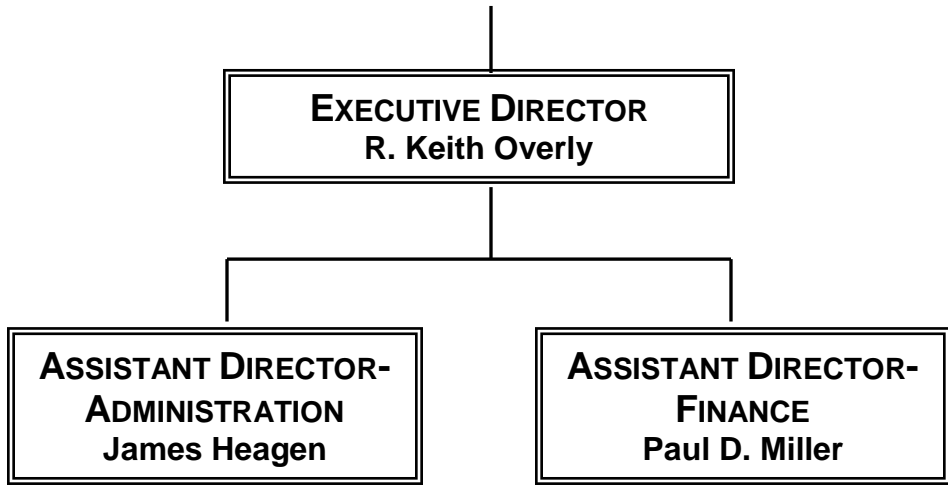 EXECUTIVE DIRECTOR
R. Keith Overly
ASSISTANT DIRECTOR-
ADMINISTRATION
James Heagen
ASSISTANT DIRECTOR-
FINANCE
Paul D. Miller